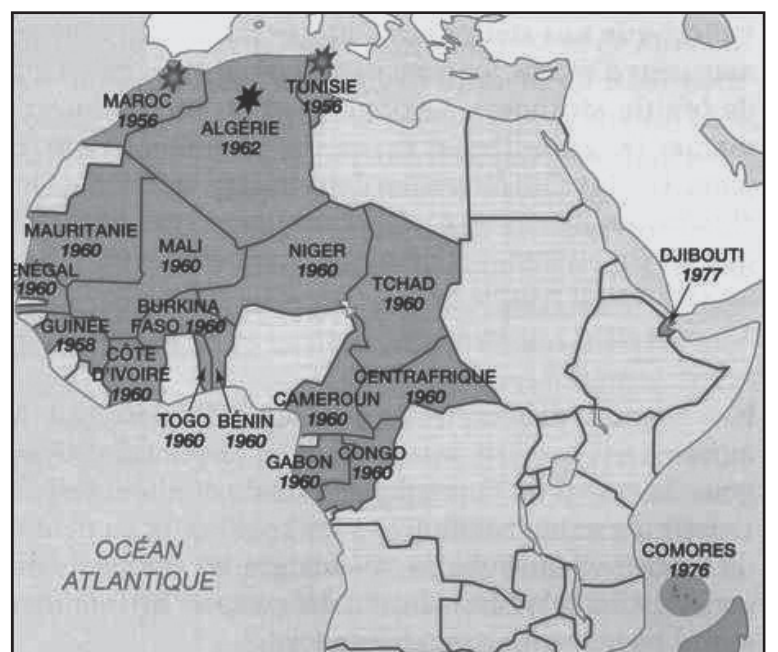 MAROC
1956
TUNISIE
1956
ALGÉRIE
1962
MAURITANIE
1960
MALI
1960
NIGER
1960
TCHAD
1960
DJIBOUTI
1977
ENÉGAL
1960
BURKINA
FASO 1960
GUINÉE
1958
CÔTE
D'IVOIRE
1960
TOGO
1960
BÉNIN
1960
CAMEROUN
1960
CENTRAFRIQUE
1960
GABON
1960
CONGO
1960
COMORES
1976
OCÉAN
ATLANTIQUE